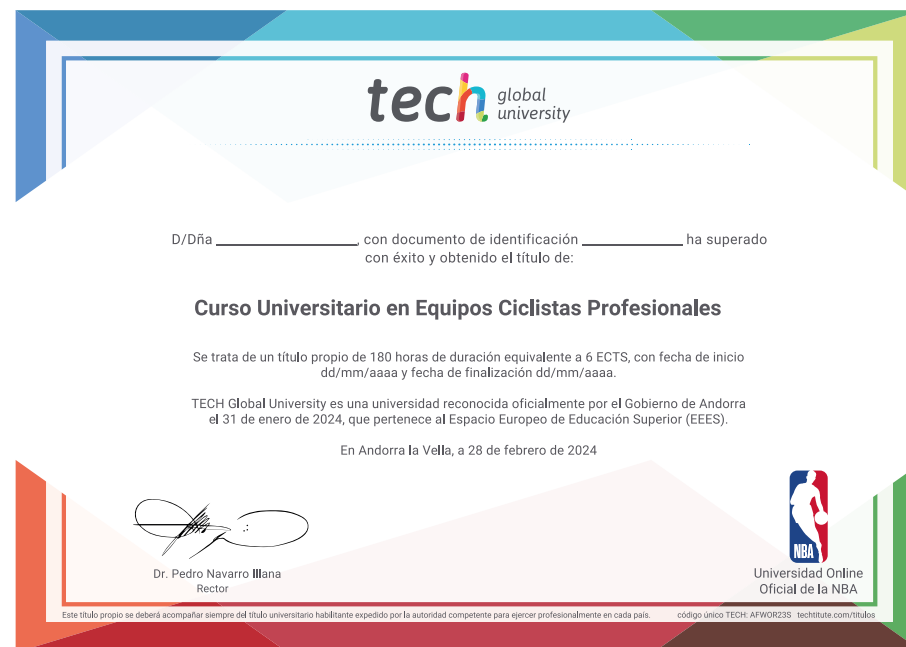 tech global
university
D/Dña ____________, con documento de identificación ____________ ha superado
con éxito y obtenido el título de:
Curso Universitario en Equipos Ciclistas Profesionales
Se trata de un título propio de 180 horas de duración equivalente a 6 ECTS, con fecha de inicio
dd/mm/aaaa y fecha de finalización dd/mm/aaaa.
TECH Global University es una universidad reconocida oficialmente por el Gobierno de Andorra
el 31 de enero de 2024, que pertenece al Espacio Europeo de Educación Superior (EEES).
En Andorra la Vella, a 28 de febrero de 2024
NBA
Dr. Pedro Navarro Illana
Rector
Universidad Online
Oficial de la NBA
Este título propio se deberá acompañar siempre del título universitario habilitante expedido por la autoridad competente para ejercer profesionalmente en cada país.
código único TECH: AFWOR23S techtitute.com/títulos